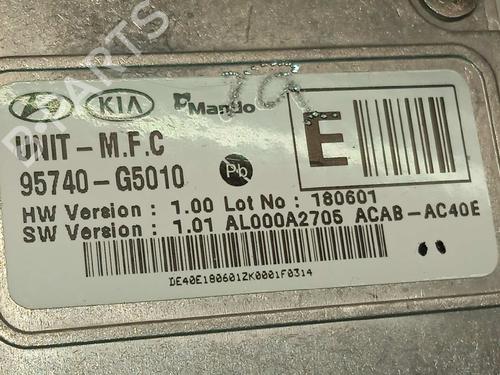 KIA Mando
E
UNIT - M.F.C
95740 - G5010
Pb
HW Version : 1.00 Lot No : 180601
SW Version : 1.01 AL000A2705 ACAB - AC40E
DE40E180601ZK0001F0314